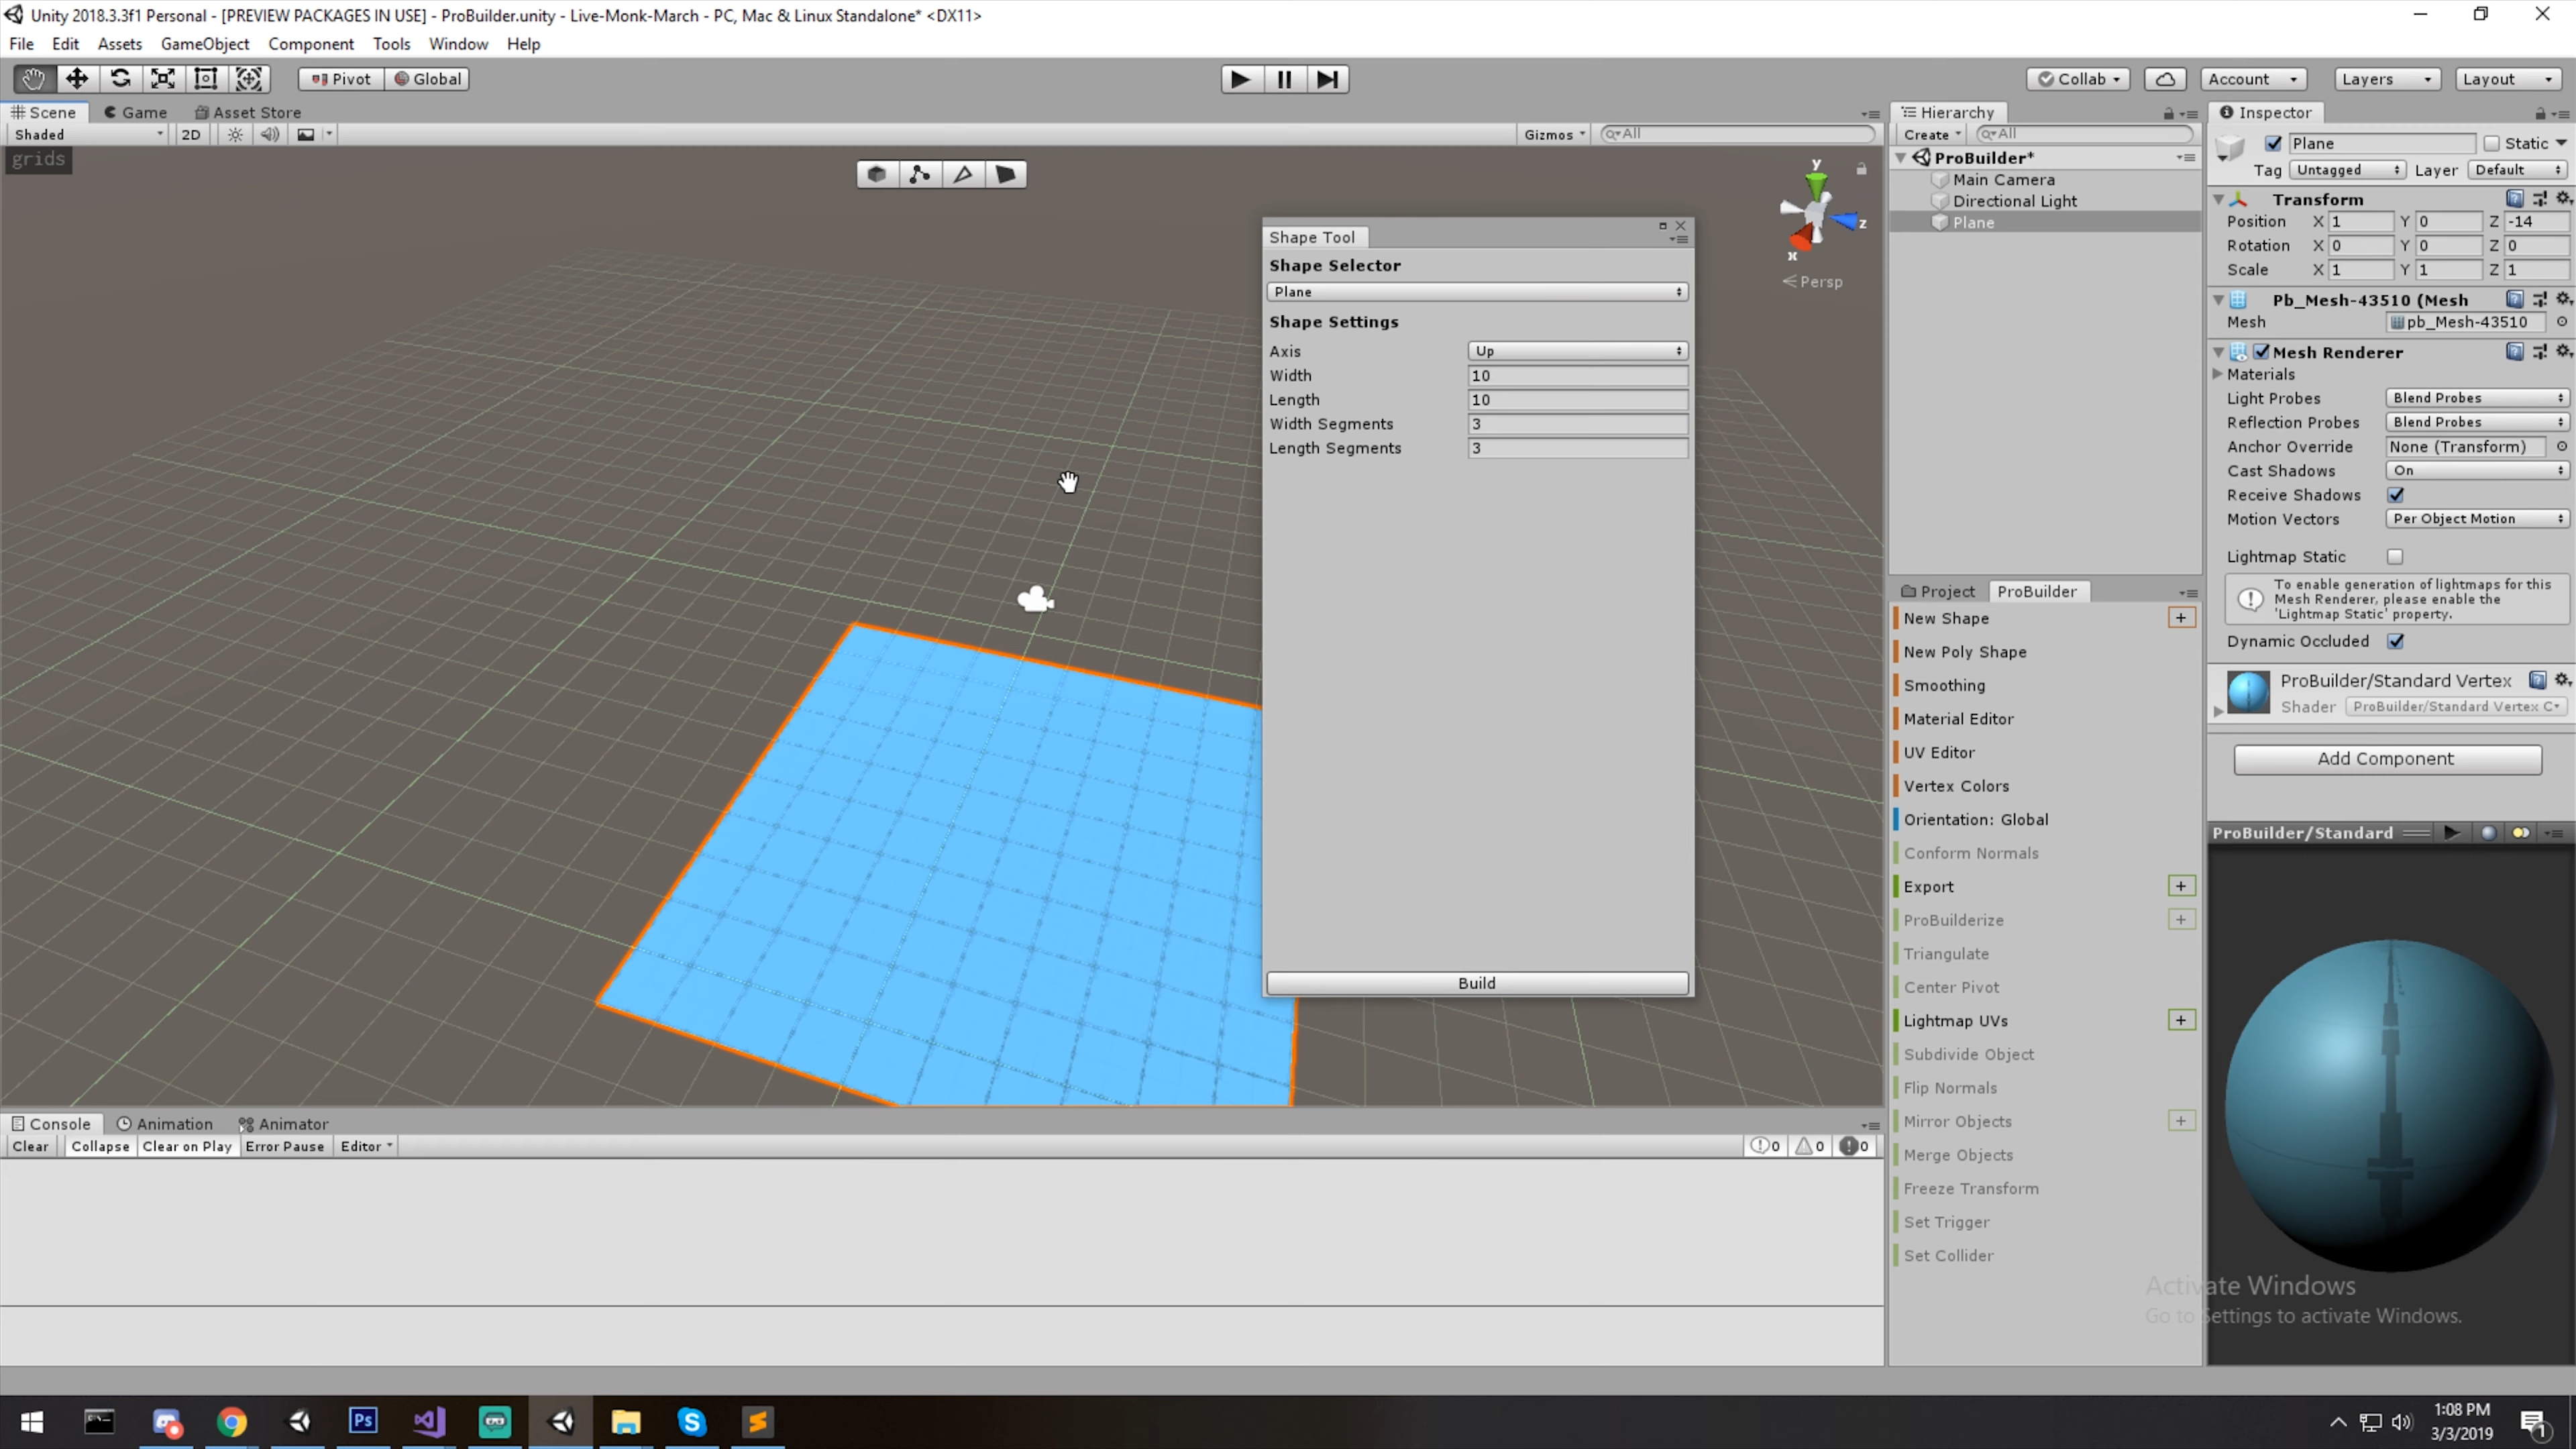 Unity 2018.3.3f1 Personal - [PREVIEW PACKAGES IN USE] - ProBuilder.unity - Live-Monk-March - PC, Mac & Linux Standalone* <DX11>
File Edit Assets GameObject Component Tools Window Help
Pivot Global Collab Account Layers Layout
Scene Game Asset Store
Shaded 2D Gizmos All
grids
y
z
x
Persp
Shape Tool
Shape Selector
Plane
Shape Settings
Axis Up
Width 10
Length 10
Width Segments 3
Length Segments 3
Build
Hierarchy
Create All
ProBuilder*
Main Camera
Directional Light
Plane
Project ProBuilder
New Shape +
New Poly Shape
Smoothing
Material Editor
UV Editor
Vertex Colors
Orientation: Global
Conform Normals
Export +
ProBuilderize +
Triangulate
Center Pivot
Lightmap UVs +
Subdivide Object
Flip Normals
Mirror Objects +
Merge Objects
Freeze Transform
Set Trigger
Set Collider
Inspector
Plane Static
Tag Untagged Layer Default
Transform
Position X 1 Y 0 Z -14
Rotation X 0 Y 0 Z 0
Scale X 1 Y 1 Z 1
Pb_Mesh-43510 (Mesh
Mesh pb_Mesh-43510
Mesh Renderer
Materials
Light Probes Blend Probes
Reflection Probes Blend Probes
Anchor Override None (Transform)
Cast Shadows On
Receive Shadows
Motion Vectors Per Object Motion
Lightmap Static
To enable generation of lightmaps for this
Mesh Renderer, please enable the
'Lightmap Static' property.
Dynamic Occluded
ProBuilder/Standard Vertex
Shader ProBuilder/Standard Vertex C
Add Component
ProBuilder/Standard
Console Animation Animator
Clear Collapse Clear on Play Error Pause Editor 0 0 0
Activate Windows
Go to Settings to activate Windows.
Ps
1:08 PM
3/3/2019
1